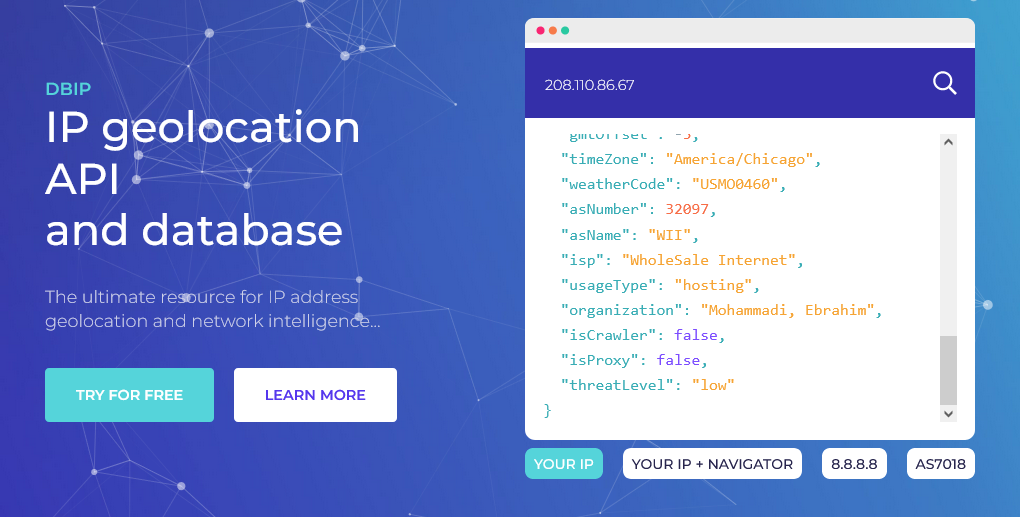 DBIP
IP geolocation
API
and database
The ultimate resource for IP address
geolocation and network intelligence...
TRY FOR FREE
LEARN MORE
208.110.86.67
"gmtOffset": -5,
"timeZone": "America/Chicago",
"weatherCode": "USMO0460",
"asNumber": 32097,
"asName": "WII",
"isp": "WholeSale Internet",
"usageType": "hosting",
"organization": "Mohammadi, Ebrahim",
"isCrawler": false,
"isProxy": false,
"threatLevel": "low"
}
YOUR IP
YOUR IP + NAVIGATOR
8.8.8.8
AS7018